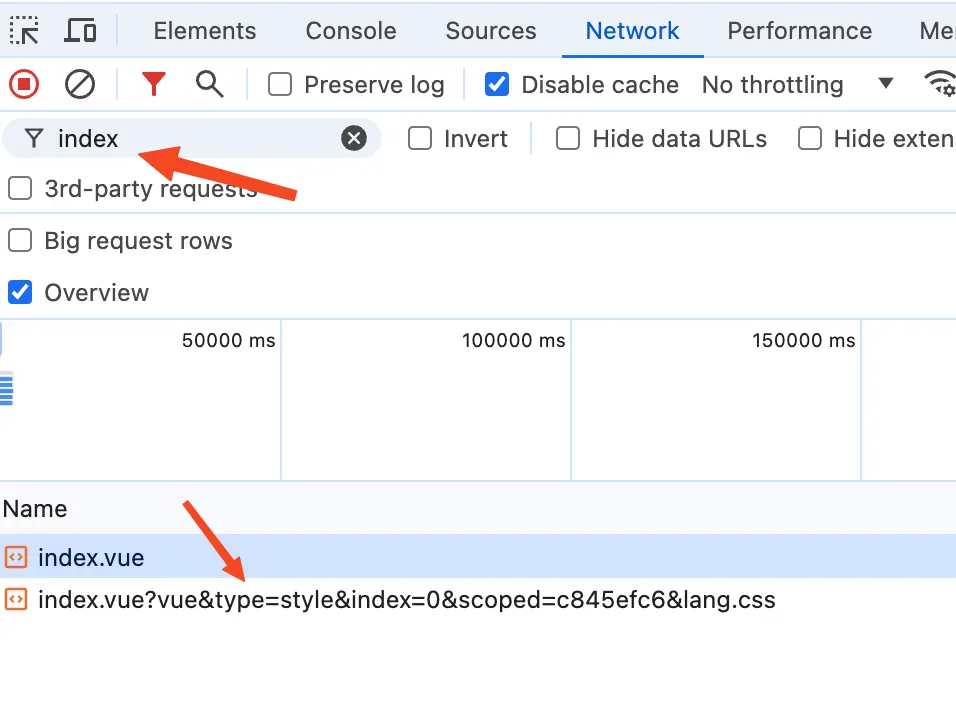 Elements Console Sources Network Performance Me
Preserve log Disable cache No throttling
index Invert Hide data URLs Hide exten
3rd-party requests
Big request rows
Overview
50000 ms 100000 ms 150000 ms
Name
index.vue
index.vue?vue&type=style&index=0&scoped=c845efc6&lang.css